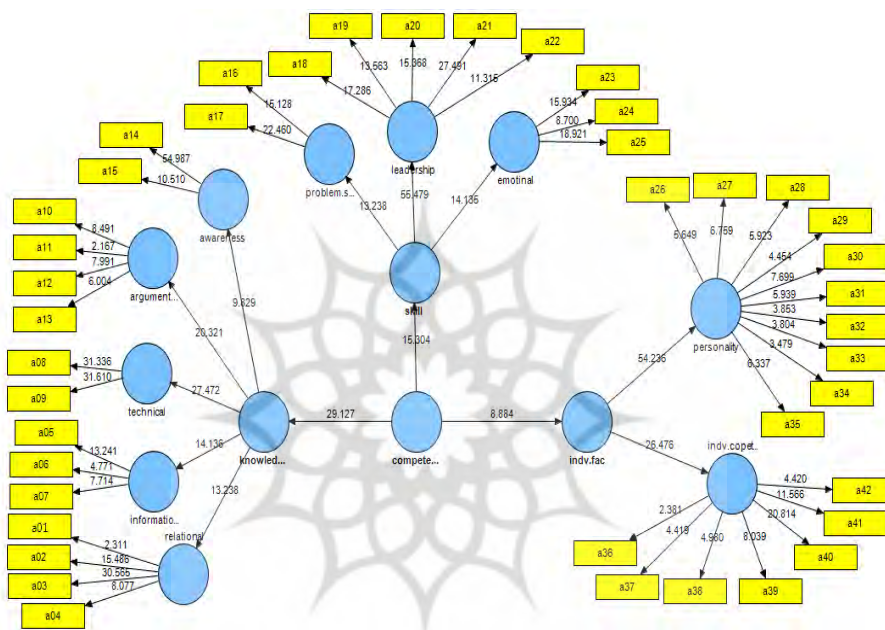 a19
a20
a21
a22
a18
13.563
15.368
27.491
11.315
17.286
leadership
a16
a17
15.128
22.460
problem.s...
a23
a24
a25
15.934
8.700
18.921
emotinal
a14
a15
54.987
10.510
awareness
13.238
55.479
14.136
skill
a10
a11
a12
a13
8.491
2.167
7.991
6.004
argument...
a26
a27
a28
a29
a30
a31
a32
a33
a34
a35
5.649
6.759
5.923
4.454
7.699
5.939
3.853
3.804
3.479
6.337
personality
9.829
20.321
15.304
a08
a09
31.336
31.610
technical
27.472
54.236
29.127
8.884
knowled...
compete...
indv.fac
a05
a06
a07
13.241
4.771
7.714
informatio...
14.136
13.238
26.476
indv.copet...
relational
a01
a02
a03
a04
2.311
15.486
30.565
8.077
4.420
11.566
20.814
8.039
4.980
4.419
2.381
a42
a41
a40
a39
a38
a37
a36